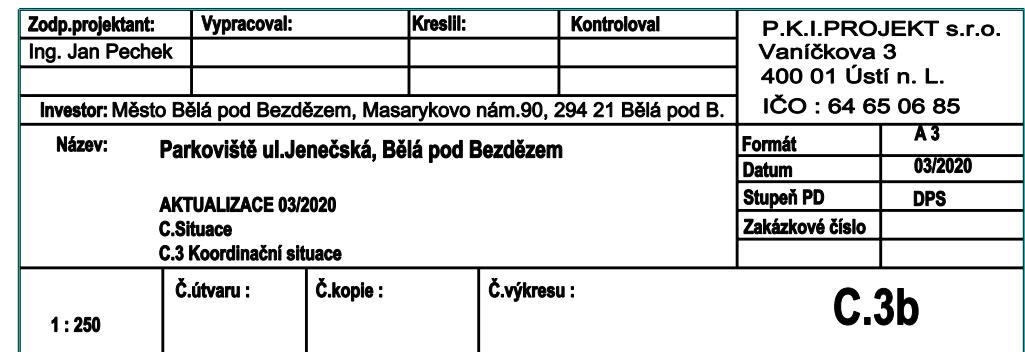 Zodp.projektant: Vypracoval: Kreslil: Kontroloval
Ing. Jan Pechek
P.K.I.PROJEKT s.r.o.
Vaníčkova 3
400 01 Ústí n. L.
IČO : 64 65 06 85
Investor: Město Bělá pod Bezdězem, Masarykovo nám.90, 294 21 Bělá pod B.
Název: Parkoviště ul.Jenečská, Bělá pod Bezdězem
AKTUALIZACE 03/2020
C.Situace
C.3 Koordinační situace
Formát A 3
Datum 03/2020
Stupeň PD DPS
Zakázkové číslo
1 : 250
Č.útvaru : Č.kopie : Č.výkresu :
C.3b